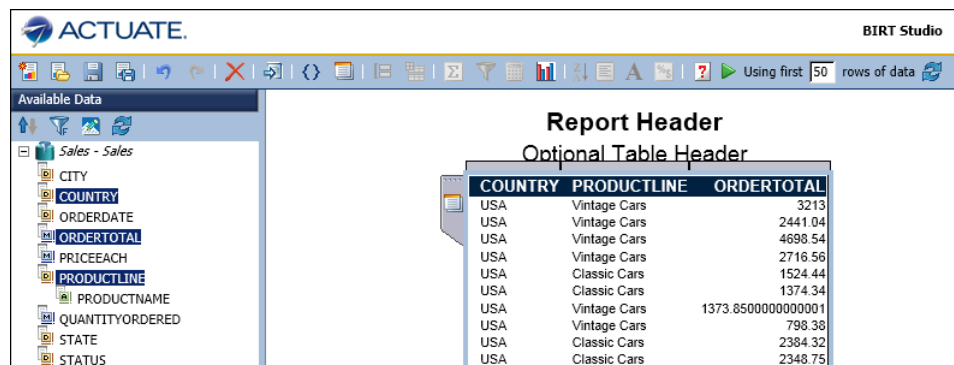 ACTUATE.
BIRT Studio
Using first 50 rows of data
Available Data
Sales - Sales
CITY
COUNTRY
ORDERDATE
ORDERTOTAL
PRICEEACH
PRODUCTLINE
PRODUCTNAME
QUANTITYORDERED
STATE
STATUS
Report Header
Optional Table Header
COUNTRY PRODUCTLINE ORDERTOTAL
USA Vintage Cars 3213
USA Vintage Cars 2441.04
USA Vintage Cars 4698.54
USA Vintage Cars 2716.56
USA Classic Cars 1524.44
USA Classic Cars 1374.34
USA Vintage Cars 1373.8500000000001
USA Vintage Cars 798.38
USA Classic Cars 2384.32
USA Classic Cars 2348.75